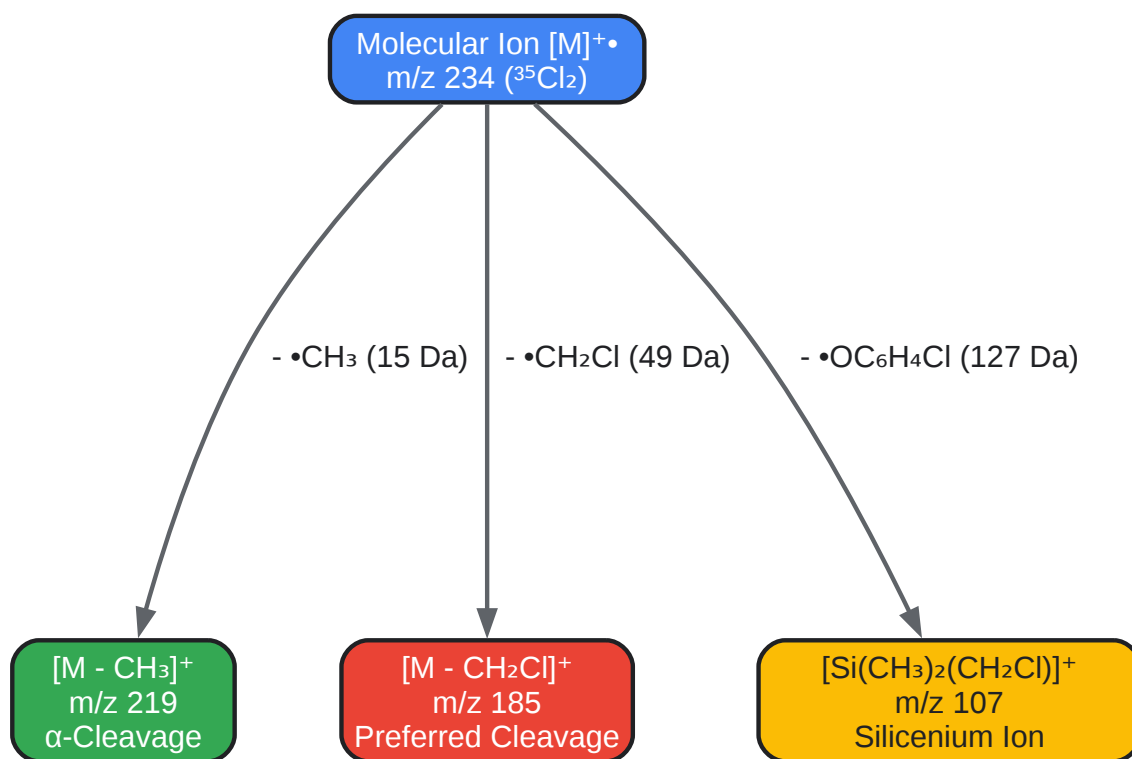 Molecular Ion [M]⁺•
m/z 234 (³⁵Cl₂)
- •CH₃ (15 Da)
- •CH₂Cl (49 Da)
- •OC₆H₄Cl (127 Da)
[M - CH₃]⁺
m/z 219
α-Cleavage
[M - CH₂Cl]⁺
m/z 185
Preferred Cleavage
[Si(CH₃)₂(CH₂Cl)]⁺
m/z 107
Silicenium Ion